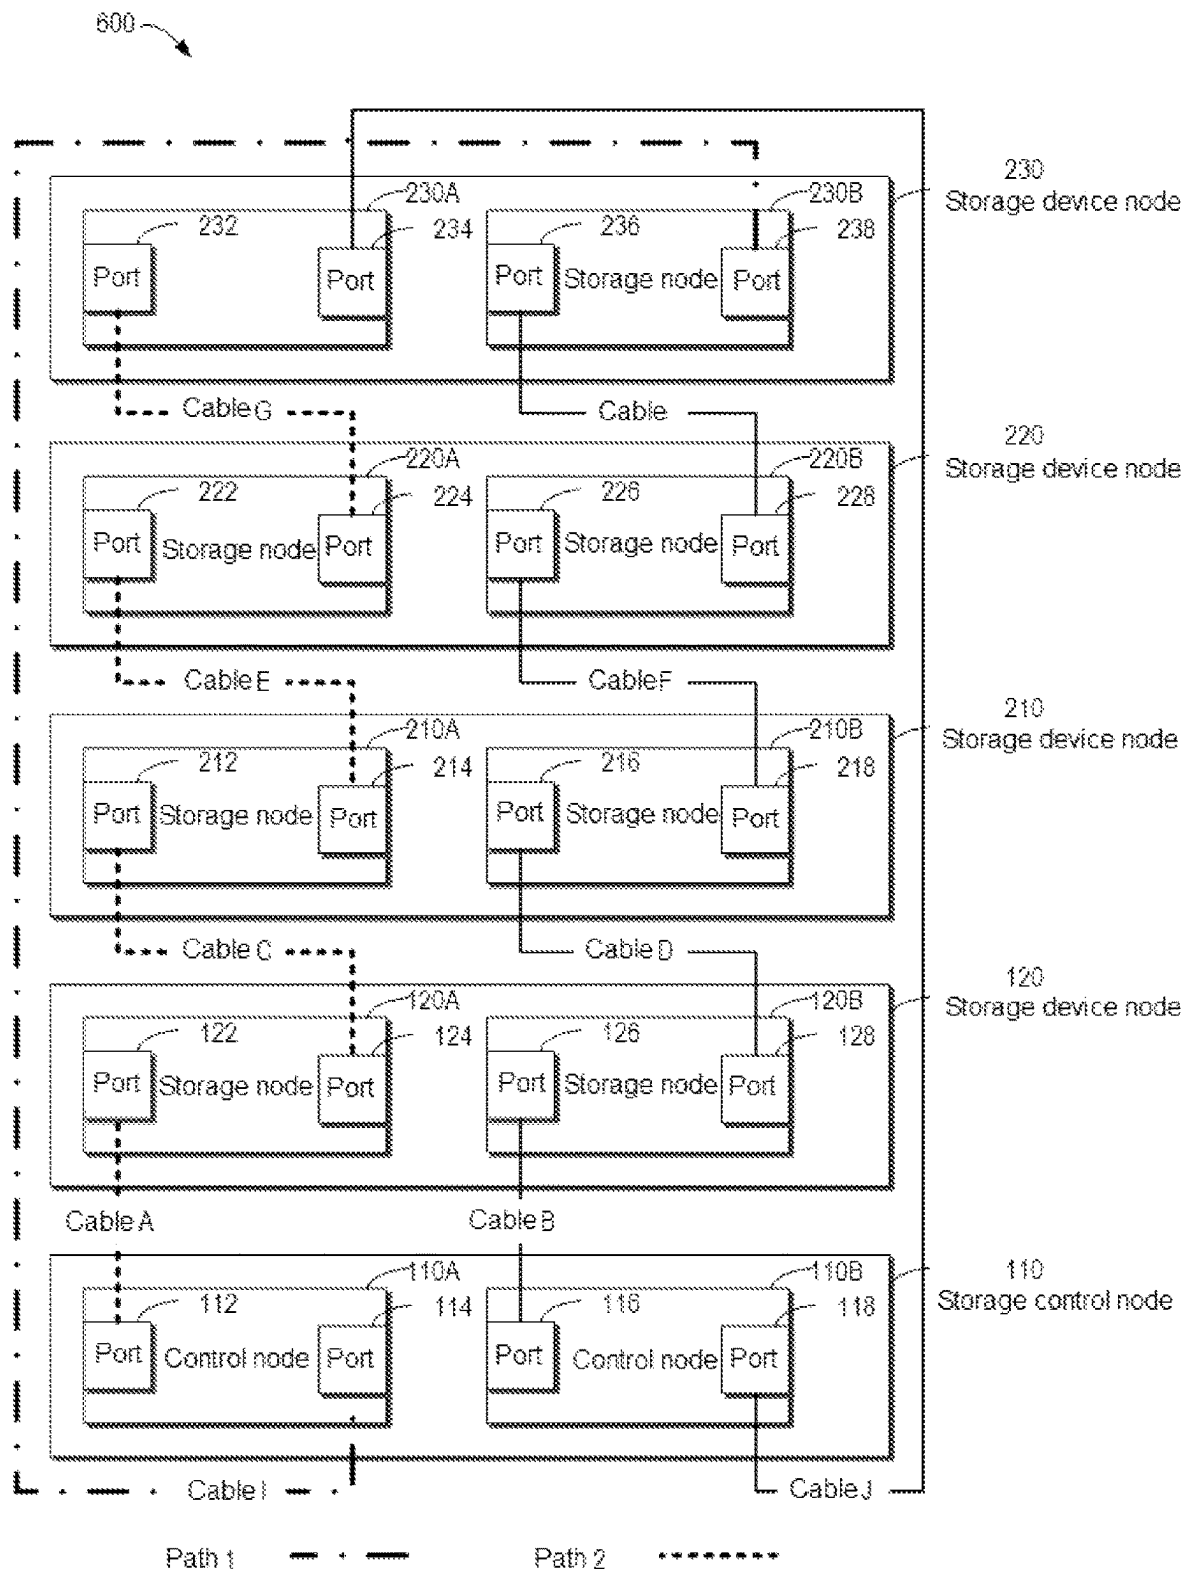 600
230
Storage device node
230A
230B
232
234
236
238
Port
Port
Port
Storage node
Port
Cable G
Cable
220
Storage device node
220A
220B
222
224
226
228
Port
Storage node
Port
Port
Storage node
Port
Cable E
Cable F
210
Storage device node
210A
210B
212
214
216
218
Port
Storage node
Port
Port
Storage node
Port
Cable C
Cable D
120
Storage device node
120A
120B
122
124
126
128
Port
Storage node
Port
Port
Storage node
Port
Cable A
Cable B
110
Storage control node
110A
110B
112
114
116
118
Port
Control node
Port
Port
Control node
Port
Cable I
Cable J
Path 1
Path 2